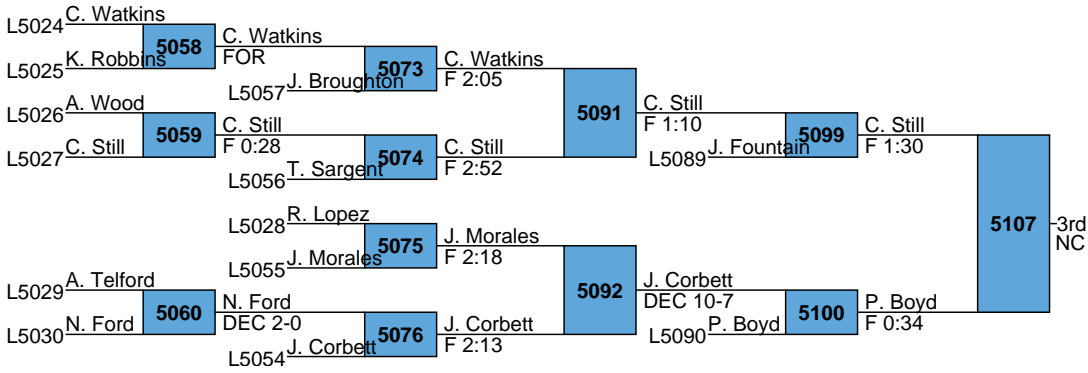 L5024 C. Watkins
5058
C. Watkins
FOR
L5025 K. Robbins
5073
C. Watkins
F 2:05
L5057 J. Broughton
L5026 A. Wood
5059
C. Still
F 0:28
L5027 C. Still
5074
C. Still
F 2:52
L5056 T. Sargent
5091
C. Still
F 1:10
L5089 J. Fountain
5099
C. Still
F 1:30
L5028 R. Lopez
5075
J. Morales
F 2:18
L5055 J. Morales
L5029 A. Telford
5060
N. Ford
DEC 2-0
L5030 N. Ford
5076
J. Corbett
F 2:13
L5054 J. Corbett
5092
J. Corbett
DEC 10-7
L5090 P. Boyd
5100
P. Boyd
F 0:34
5107
3rd
NC